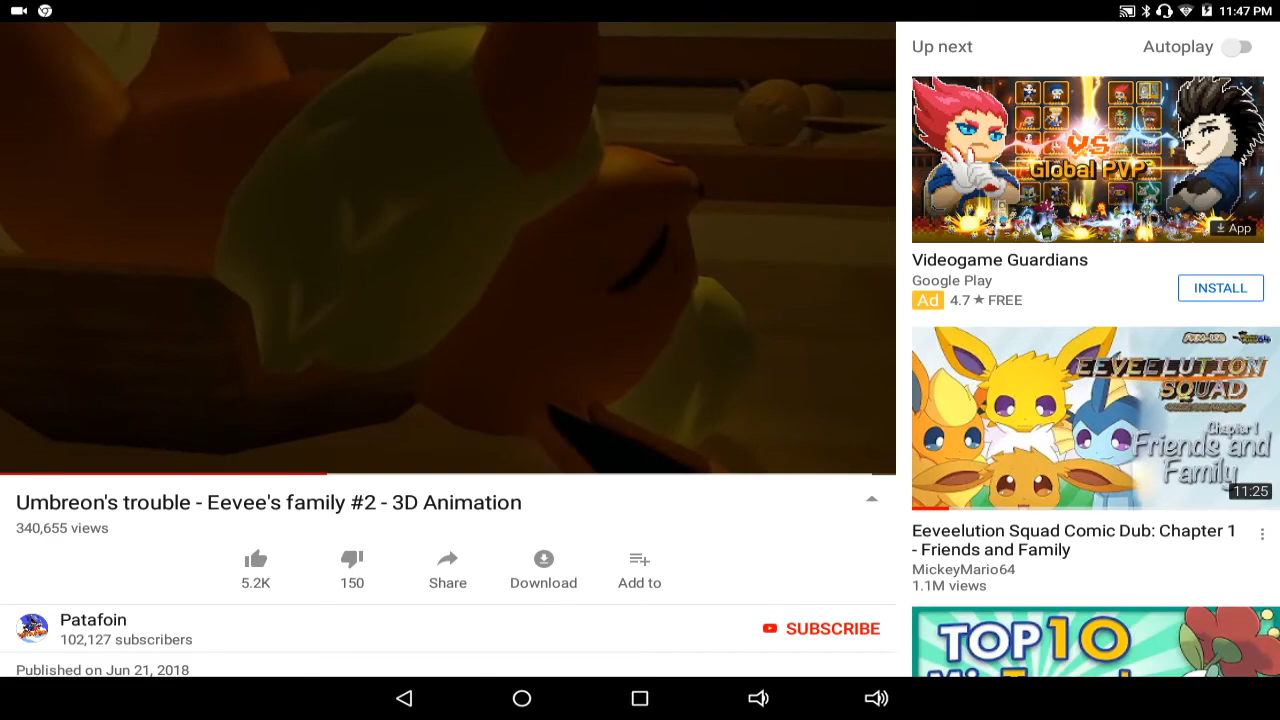 11:47 PM
Up next
Autoplay
VS
Global PVP
App
Videogame Guardians
Google Play
Ad 4.7 ★ FREE
INSTALL
EEVEELUTION
SQUAD
Chapter 1
Friends and
Family
11:25
Eeveelution Squad Comic Dub: Chapter 1
- Friends and Family
MickeyMario64
1.1M views
TOP 10
Umbreon's trouble - Eevee's family #2 - 3D Animation
340,655 views
5.2K
150
Share
Download
Add to
Patafoin
102,127 subscribers
SUBSCRIBE
Published on Jun 21, 2018